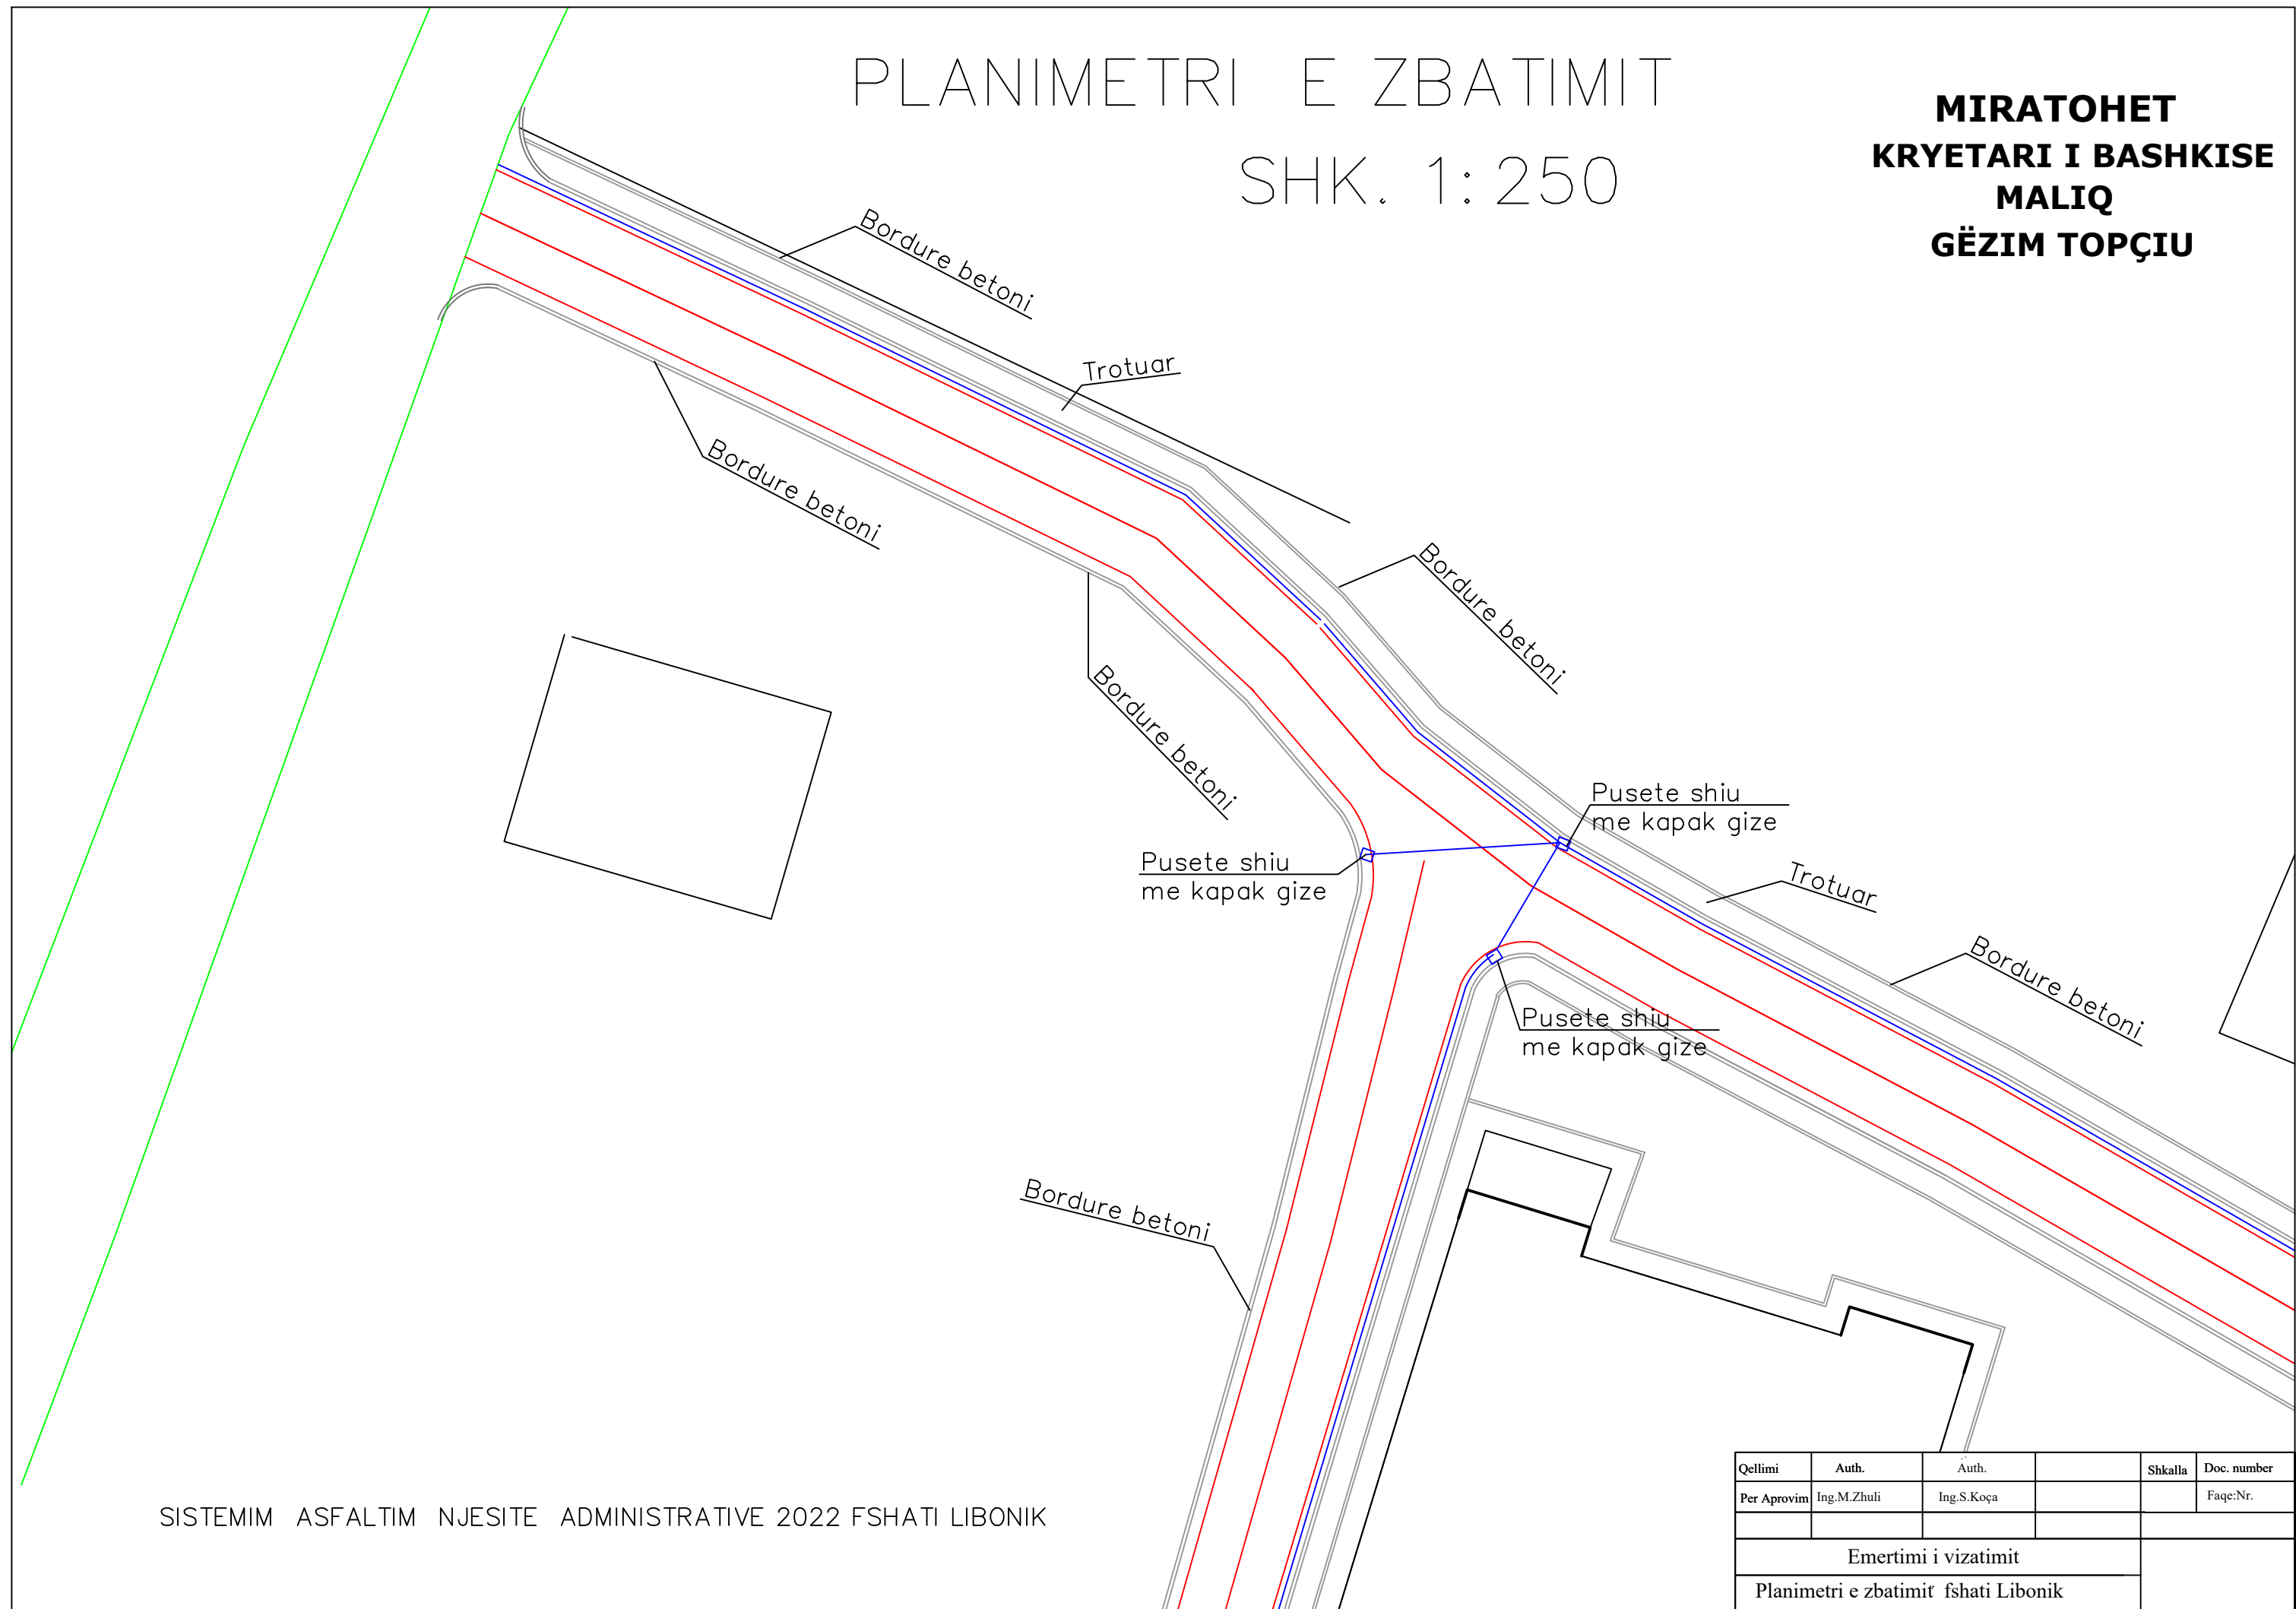 PLANIMETRI E ZBATIMIT
SHK. 1:250
MIRATOHET
KRYETARI I BASHKISE
MALIQ
GËZIM TOPÇIU
Bordure betoni
Trotuar
Bordure betoni
Bordure betoni
Bordure betoni
Pusete shiu
me kapak gize
Pusete shiu
me kapak gize
Trotuar
Bordure betoni
Pusete shiu
me kapak gize
Bordure betoni
SISTEMIM ASFALTIM NJESITE ADMINISTRATIVE 2022 FSHATI LIBONIK
Qellimi Auth. Auth. Shkalla Doc. number
Per Aprovim Ing.M.Zhuli Ing.S.Koça Faqe:Nr.
Emertimi i vizatimit
Planimetri e zbatimit fshati Libonik